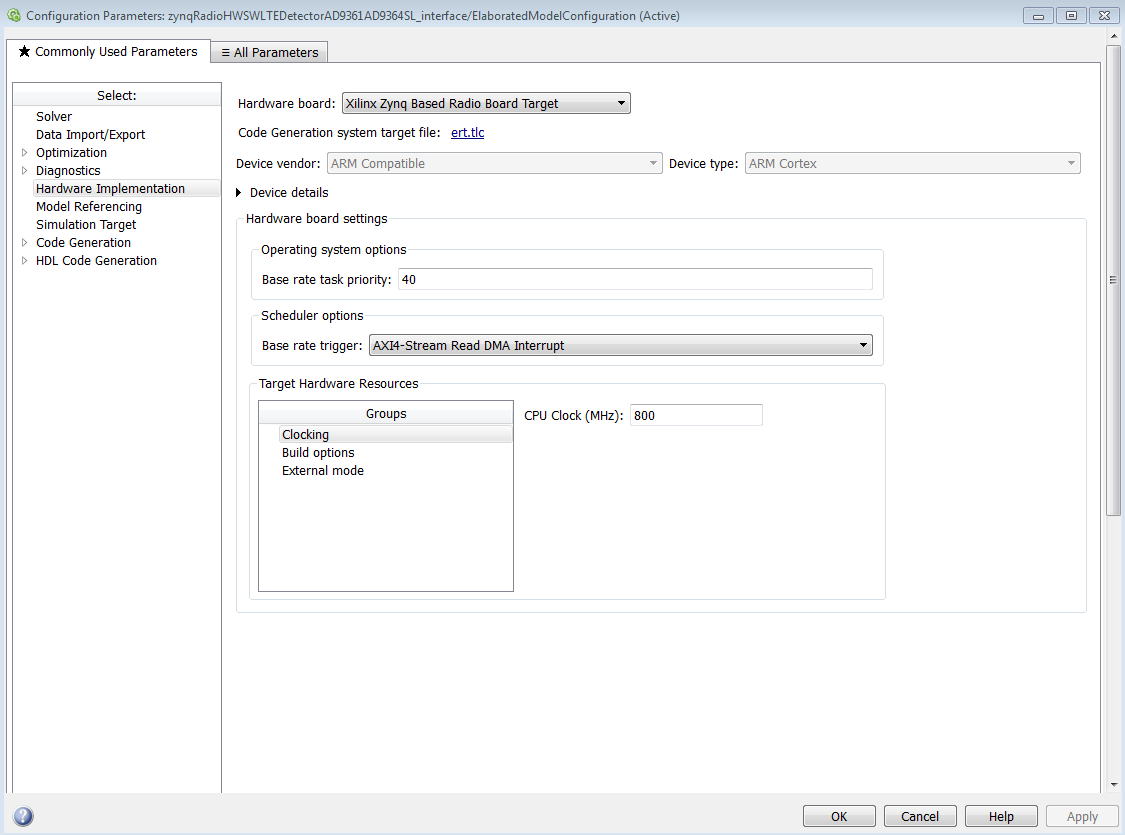 Configuration Parameters: zynqRadioHWSWLTEDetectorAD9361AD9364SL_interface/ElaboratedModelConfiguration (Active)
★ Commonly Used Parameters
≡ All Parameters
Select:
Solver
Data Import/Export
Optimization
Diagnostics
Hardware Implementation
Model Referencing
Simulation Target
Code Generation
HDL Code Generation
Hardware board: Xilinx Zynq Based Radio Board Target
Code Generation system target file: ert.tlc
Device vendor: ARM Compatible Device type: ARM Cortex
Device details
Hardware board settings
Operating system options
Base rate task priority: 40
Scheduler options
Base rate trigger: AXI4-Stream Read DMA Interrupt
Target Hardware Resources
Groups
Clocking
Build options
External mode
CPU Clock (MHz): 800
?
OK Cancel Help Apply